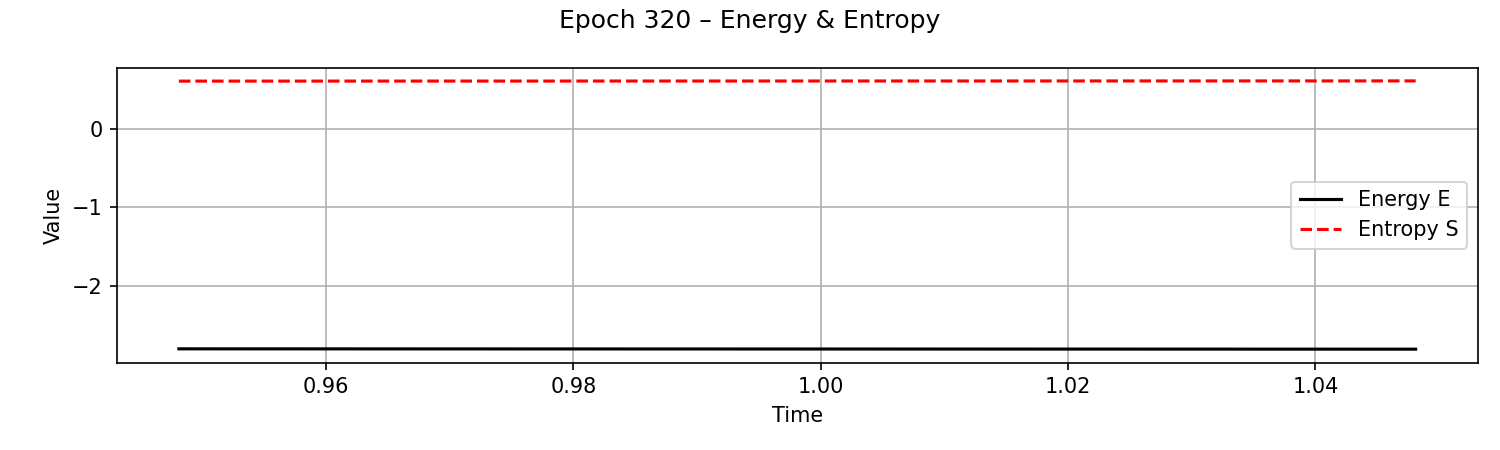 Epoch 320 – Energy & Entropy
Value
0
−1
−2
Energy E
Entropy S
0.96 0.98 1.00 1.02 1.04
Time